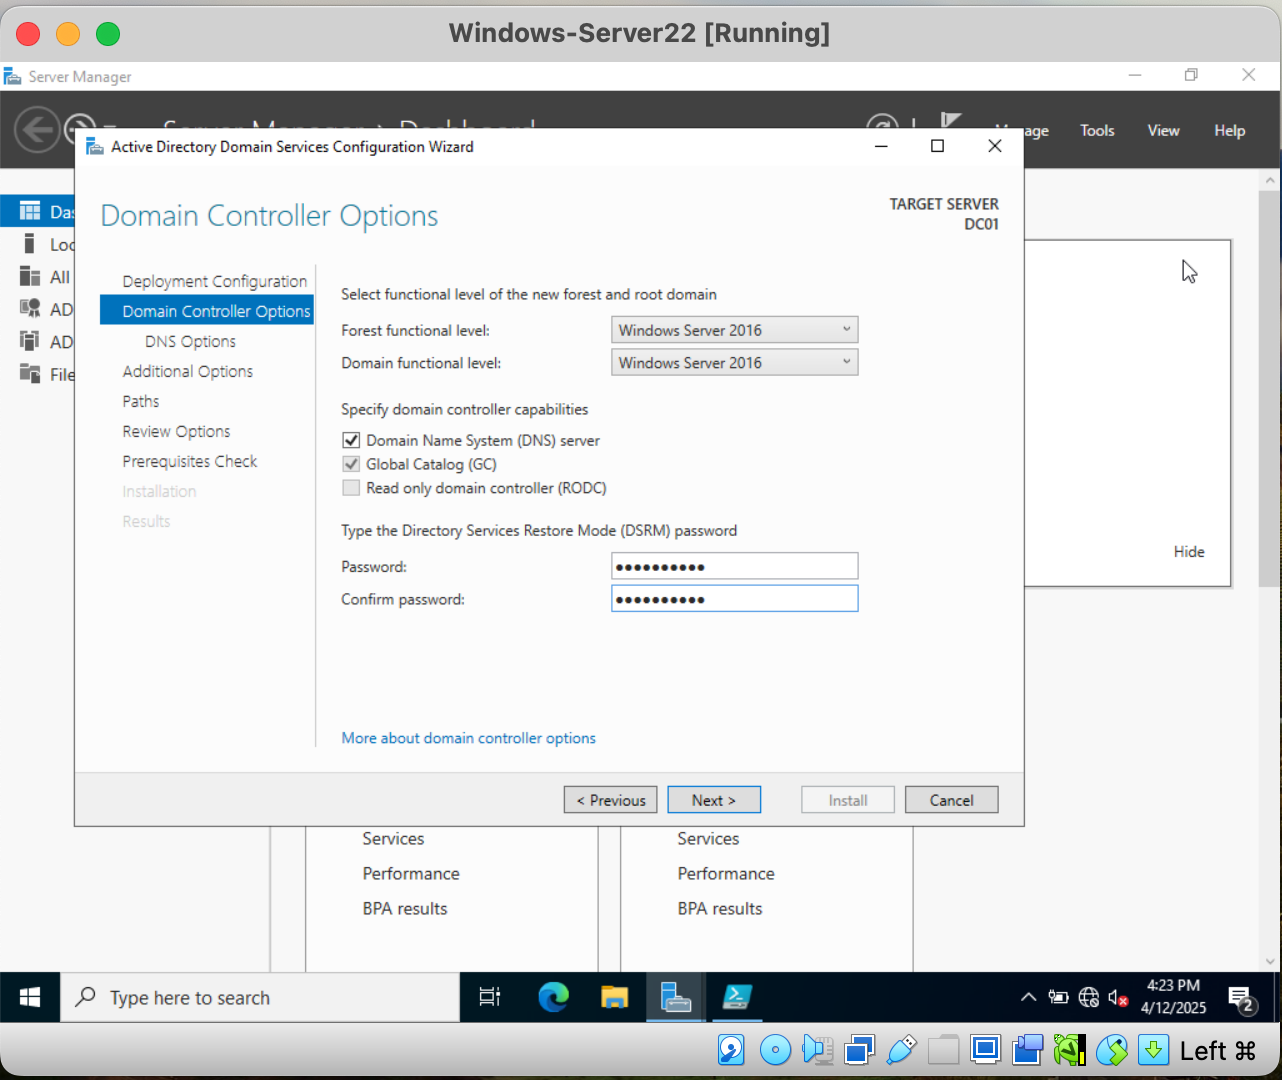 Windows-Server22 [Running]
Server Manager
Manage Tools View Help
Active Directory Domain Services Configuration Wizard
Domain Controller Options
TARGET SERVER
DC01
Das
Loc
All
AD
AD
File
Deployment Configuration
Domain Controller Options
DNS Options
Additional Options
Paths
Review Options
Prerequisites Check
Installation
Results
Select functional level of the new forest and root domain
Forest functional level: Windows Server 2016
Domain functional level: Windows Server 2016
Specify domain controller capabilities
Domain Name System (DNS) server
Global Catalog (GC)
Read only domain controller (RODC)
Type the Directory Services Restore Mode (DSRM) password
Password: ●●●●●●●●●●
Confirm password: ●●●●●●●●●●
More about domain controller options
Hide
< Previous Next > Install Cancel
Services Services
Performance Performance
BPA results BPA results
Type here to search
4:23 PM
4/12/2025
2
Left ⌘